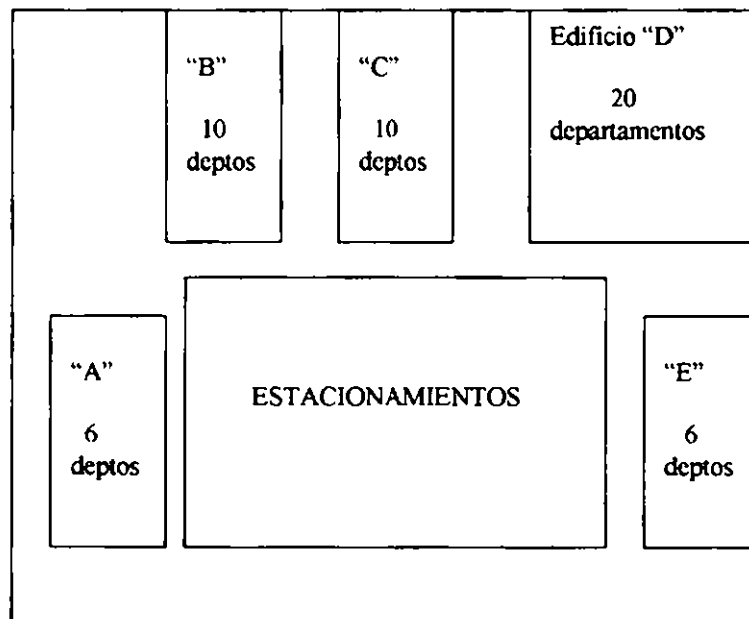 "B"
10
deptos
"C"
10
deptos
Edificio "D"
20
departamentos
"A"
6
deptos
ESTACIONAMIENTOS
"E"
6
deptos